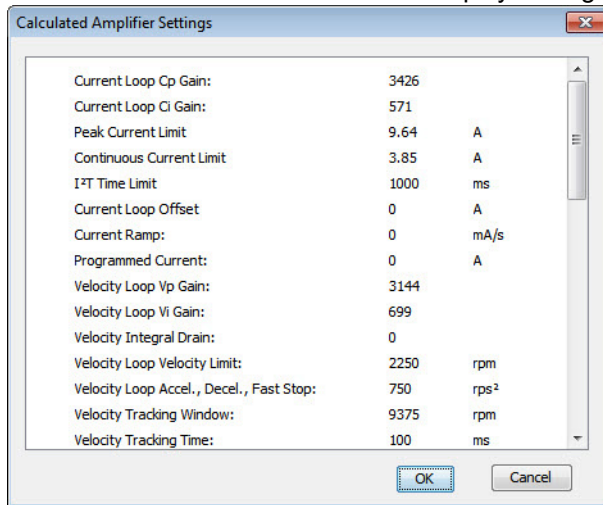 Calculated Amplifier Settings
Current Loop Cp Gain: 3426
Current Loop Ci Gain: 571
Peak Current Limit 9.64 A
Continuous Current Limit 3.85 A
I²T Time Limit 1000 ms
Current Loop Offset 0 A
Current Ramp: 0 mA/s
Programmed Current: 0 A
Velocity Loop Vp Gain: 3144
Velocity Loop Vi Gain: 699
Velocity Integral Drain: 0
Velocity Loop Velocity Limit: 2250 rpm
Velocity Loop Accel., Decel., Fast Stop: 750 rps²
Velocity Tracking Window: 9375 rpm
Velocity Tracking Time: 100 ms
OK Cancel